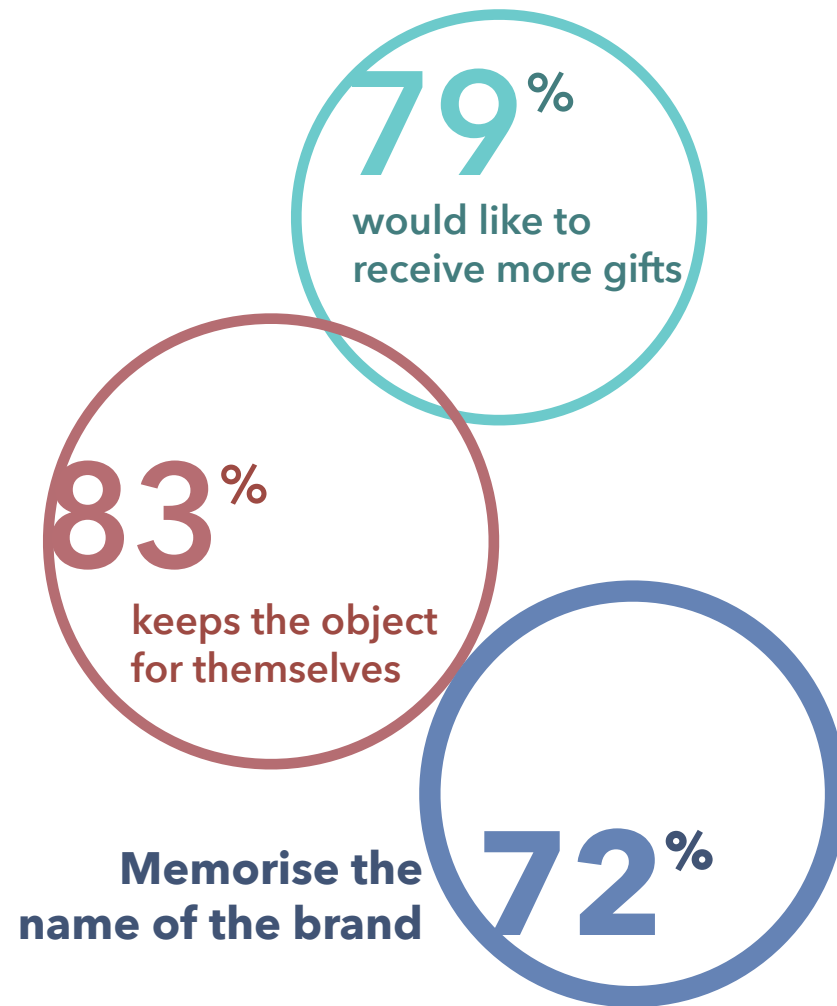 79%
would like to
receive more gifts
83%
keeps the object
for themselves
Memorise the
name of the brand
72%